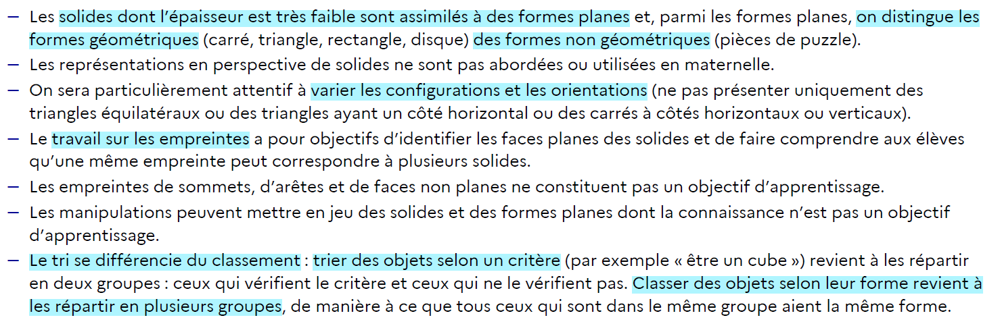 – Les solides dont l’épaisseur est très faible sont assimilés à des formes planes et, parmi les formes planes, on distingue les
formes géométriques (carré, triangle, rectangle, disque) des formes non géométriques (pièces de puzzle).
– Les représentations en perspective de solides ne sont pas abordées ou utilisées en maternelle.
– On sera particulièrement attentif à varier les configurations et les orientations (ne pas présenter uniquement des
triangles équilatéraux ou des triangles ayant un côté horizontal ou des carrés à côtés horizontaux ou verticaux).
– Le travail sur les empreintes a pour objectifs d’identifier les faces planes des solides et de faire comprendre aux élèves
qu’une même empreinte peut correspondre à plusieurs solides.
– Les empreintes de sommets, d’arêtes et de faces non planes ne constituent pas un objectif d’apprentissage.
– Les manipulations peuvent mettre en jeu des solides et des formes planes dont la connaissance n’est pas un objectif
d’apprentissage.
– Le tri se différencie du classement : trier des objets selon un critère (par exemple « être un cube ») revient à les répartir
en deux groupes : ceux qui vérifient le critère et ceux qui ne le vérifient pas. Classer des objets selon leur forme revient à
les répartir en plusieurs groupes, de manière à ce que tous ceux qui sont dans le même groupe aient la même forme.